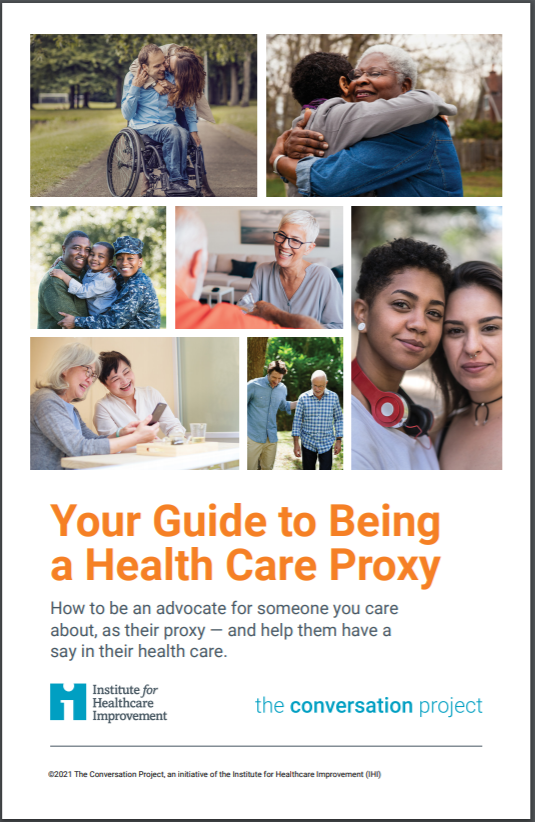 Your Guide to Being
a Health Care Proxy
How to be an advocate for someone you care
about, as their proxy — and help them have a
say in their health care.
Institute for
Healthcare
Improvement
the conversation project
©2021 The Conversation Project, an initiative of the Institute for Healthcare Improvement (IHI)